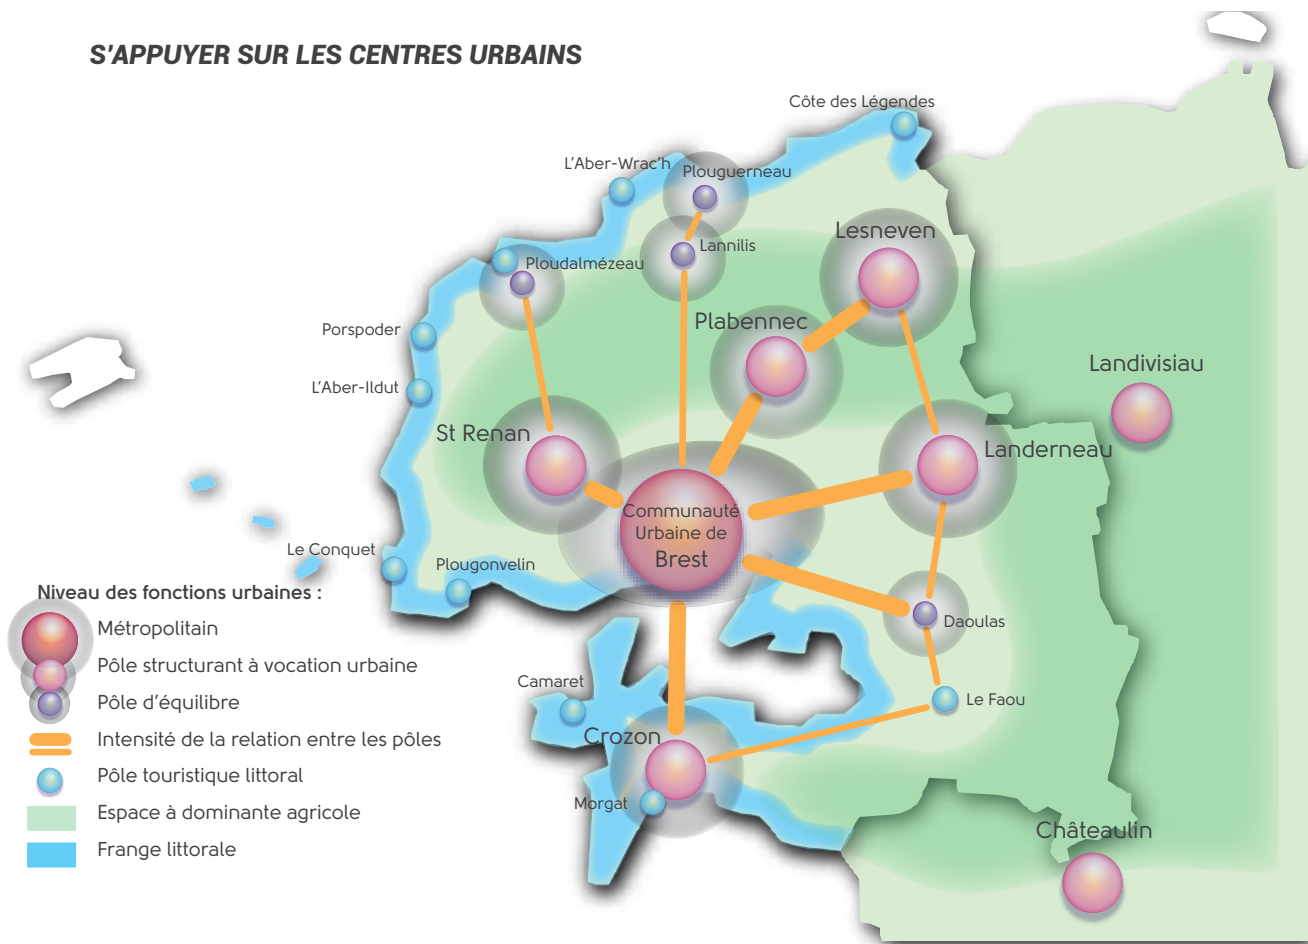 S'APPUYER SUR LES CENTRES URBAINS
Côte des Légendes
L'Aber-Wrac'h
Plouguerneau
Lesneven
Lannilis
Ploudalmézeau
Plabennec
Porspoder
Landivisiau
L'Aber-Ildut
St Renan
Landerneau
Communauté
Urbaine de
Brest
Le Conquet
Plougonvelin
Daoulas
Camaret
Le Faou
Crozon
Morgat
Châteaulin
Niveau des fonctions urbaines :
Métropolitain
Pôle structurant à vocation urbaine
Pôle d'équilibre
Intensité de la relation entre les pôles
Pôle touristique littoral
Espace à dominante agricole
Frange littorale